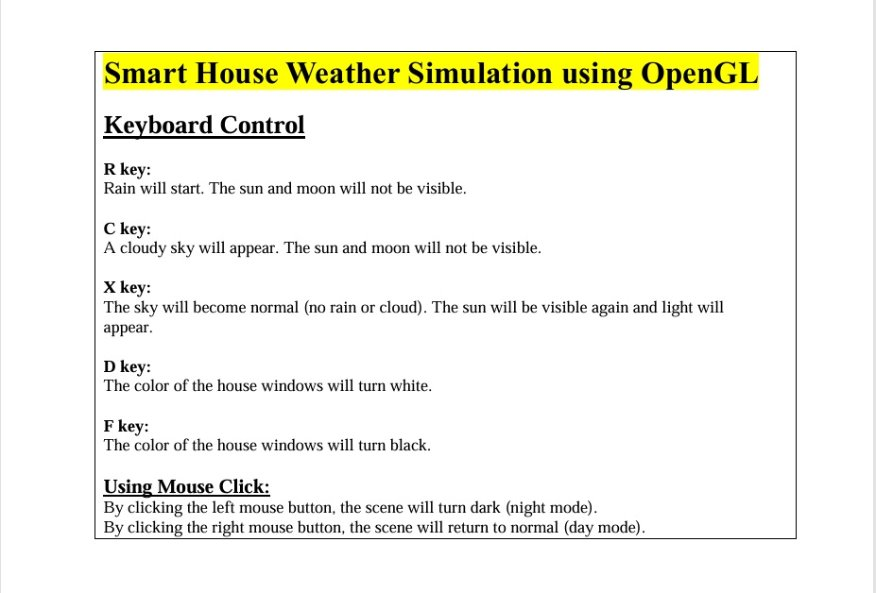 Smart House Weather Simulation using OpenGL
Keyboard Control
R key:
Rain will start. The sun and moon will not be visible.
C key:
A cloudy sky will appear. The sun and moon will not be visible.
X key:
The sky will become normal (no rain or cloud). The sun will be visible again and light will
appear.
D key:
The color of the house windows will turn white.
F key:
The color of the house windows will turn black.
Using Mouse Click:
By clicking the left mouse button, the scene will turn dark (night mode).
By clicking the right mouse button, the scene will return to normal (day mode).